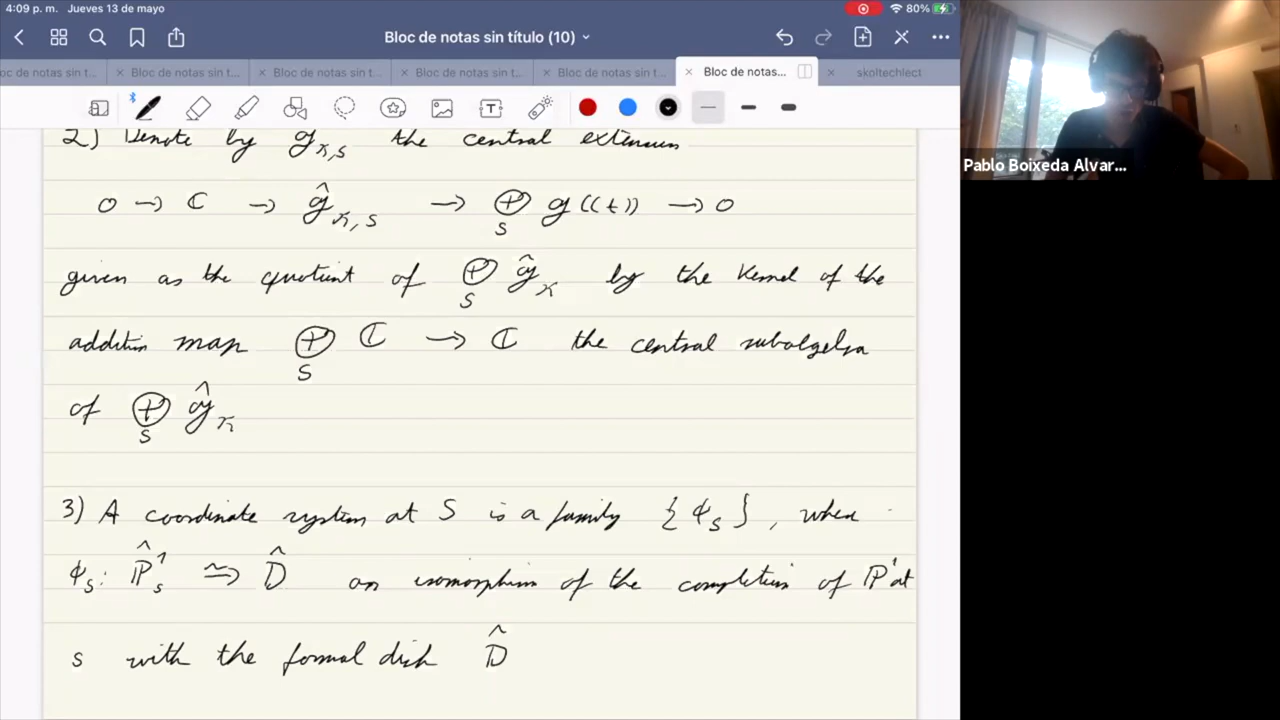 4:09 p. m. Jueves 13 de mayo
80%
Bloc de notas sin título (10)
oc de notas sin t...
Bloc de notas sin t...
Bloc de notas sin t...
Bloc de notas sin t...
Bloc de notas sin t...
Bloc de notas...
skoltechlect
Pablo Boixeda Alvar...
2) Denote by 𝔤_{κ,S} the central extension
0 → ℂ → 𝔤̂_{κ,S} → ⊕_S 𝔤((t)) → 0
given as the quotient of ⊕_S 𝔤̂_κ by the Kernel of the
addition map ⊕_S ℂ → ℂ the central subalgebra
of ⊕_S 𝔤̂_κ
3) A coordinate system at S is a family {ϕ_S}, where
ϕ_S: ℙ̂^1_s ⥲ D̂ an isomorphism of the completion of ℙ^1 at
s with the formal disk D̂